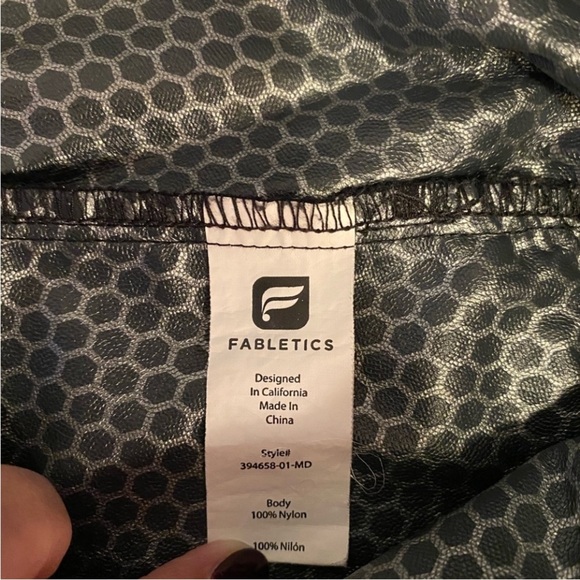 FABLETICS
Designed
In California
Made In
China
Style#
394658-01-MD
Body
100% Nylon
100% Nilón